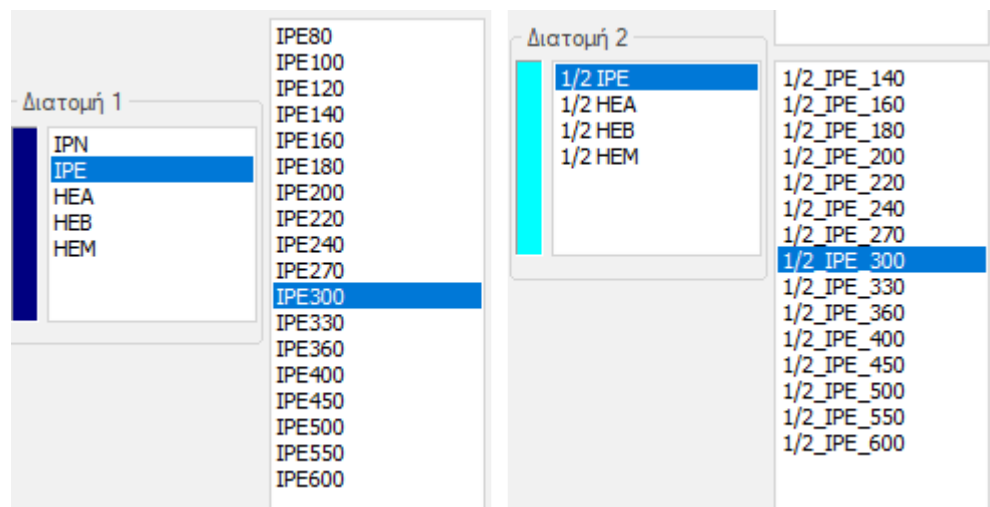 Διατομή 1
IPN
IPE
HEA
HEB
HEM
IPE80
IPE100
IPE120
IPE140
IPE160
IPE180
IPE200
IPE220
IPE240
IPE270
IPE300
IPE330
IPE360
IPE400
IPE450
IPE500
IPE550
IPE600
Διατομή 2
1/2 IPE
1/2 HEA
1/2 HEB
1/2 HEM
1/2_IPE_140
1/2_IPE_160
1/2_IPE_180
1/2_IPE_200
1/2_IPE_220
1/2_IPE_240
1/2_IPE_270
1/2_IPE_300
1/2_IPE_330
1/2_IPE_360
1/2_IPE_400
1/2_IPE_450
1/2_IPE_500
1/2_IPE_550
1/2_IPE_600